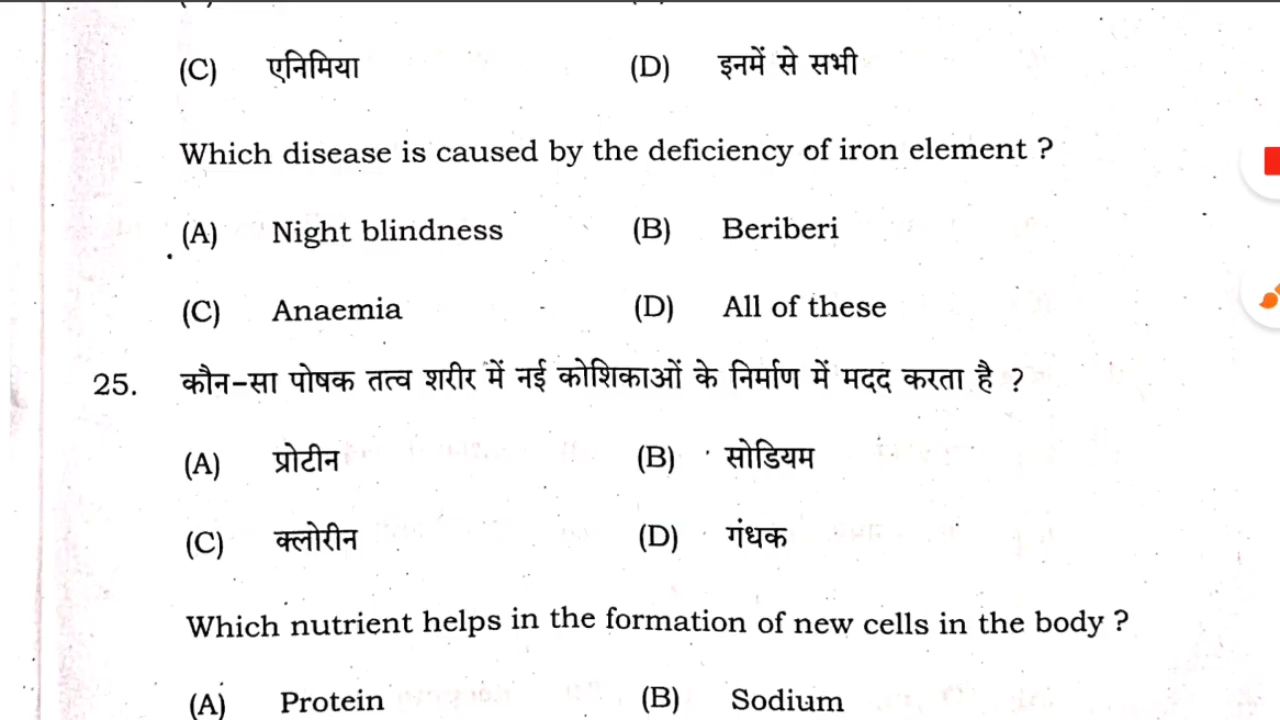 (C) एनिमिया (D) इनमें से सभी
Which disease is caused by the deficiency of iron element ?
(A) Night blindness (B) Beriberi
(C) Anaemia (D) All of these
25. कौन-सा पोषक तत्व शरीर में नई कोशिकाओं के निर्माण में मदद करता है ?
(A) प्रोटीन (B) सोडियम
(C) क्लोरीन (D) गंधक
Which nutrient helps in the formation of new cells in the body ?
(A) Protein (B) Sodium